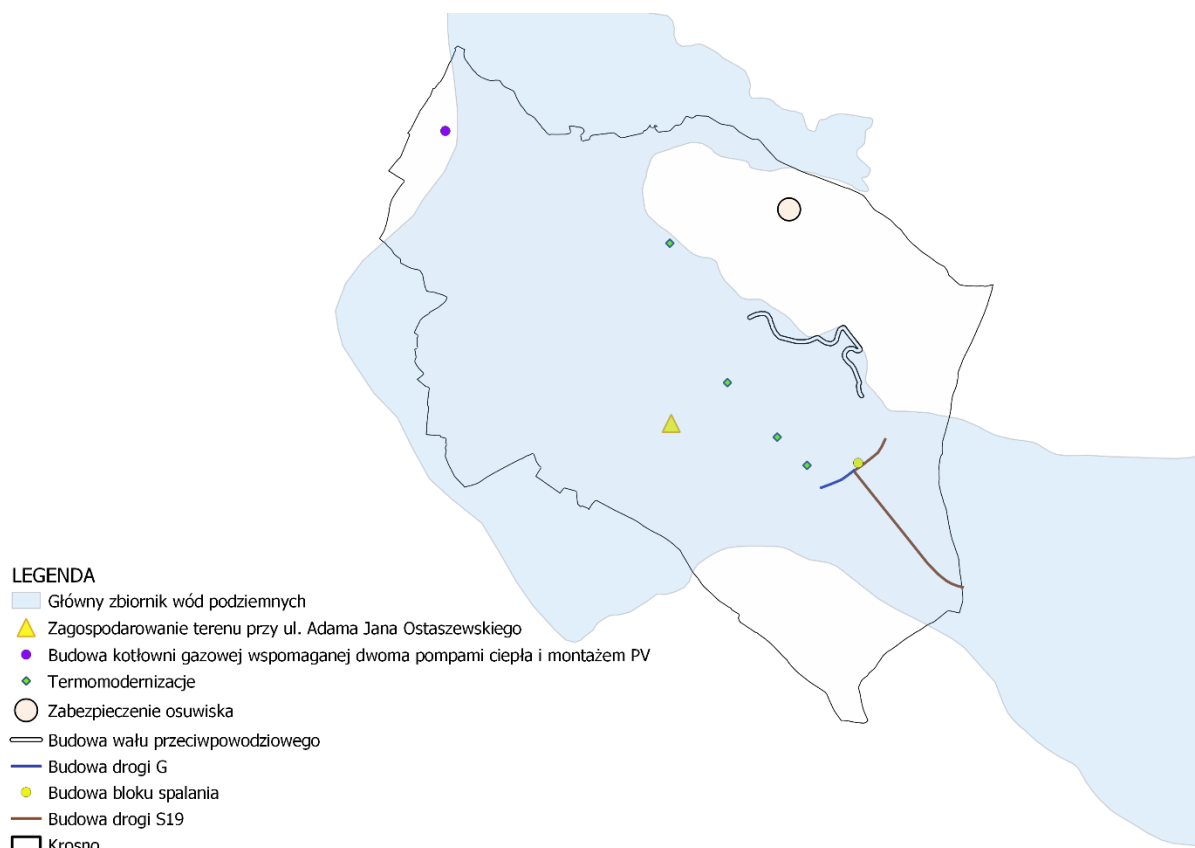 LEGENDA
Główny zbiornik wód podziemnych
Zagospodarowanie terenu przy ul. Adama Jana Ostaszewskiego
Budowa kotłowni gazowej wspomaganej dwoma pompami ciepła i montażem PV
Termomodernizacje
Zabezpieczenie osuwiska
Budowa wału przeciwpowodziowego
Budowa drogi G
Budowa bloku spalania
Budowa drogi S19
Krosno